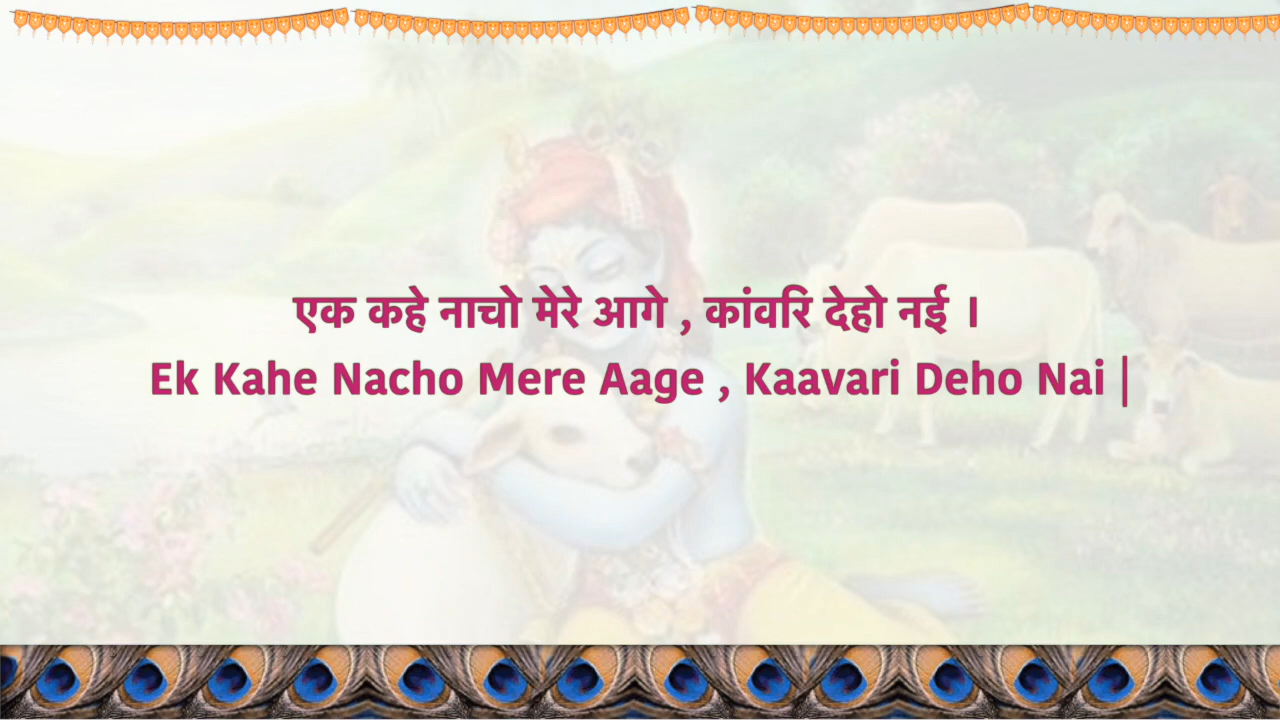 एक कहे नाचो मेरे आगे , कांवरि देहो नई ।
Ek Kahe Nacho Mere Aage , Kaavari Deho Nai |